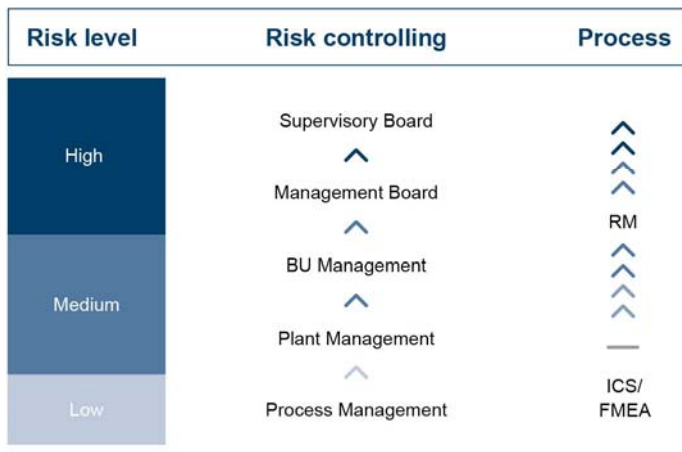 Risk level
Risk controlling
Process
High
Medium
Low
Supervisory Board
Management Board
BU Management
Plant Management
Process Management
RM
ICS/
FMEA